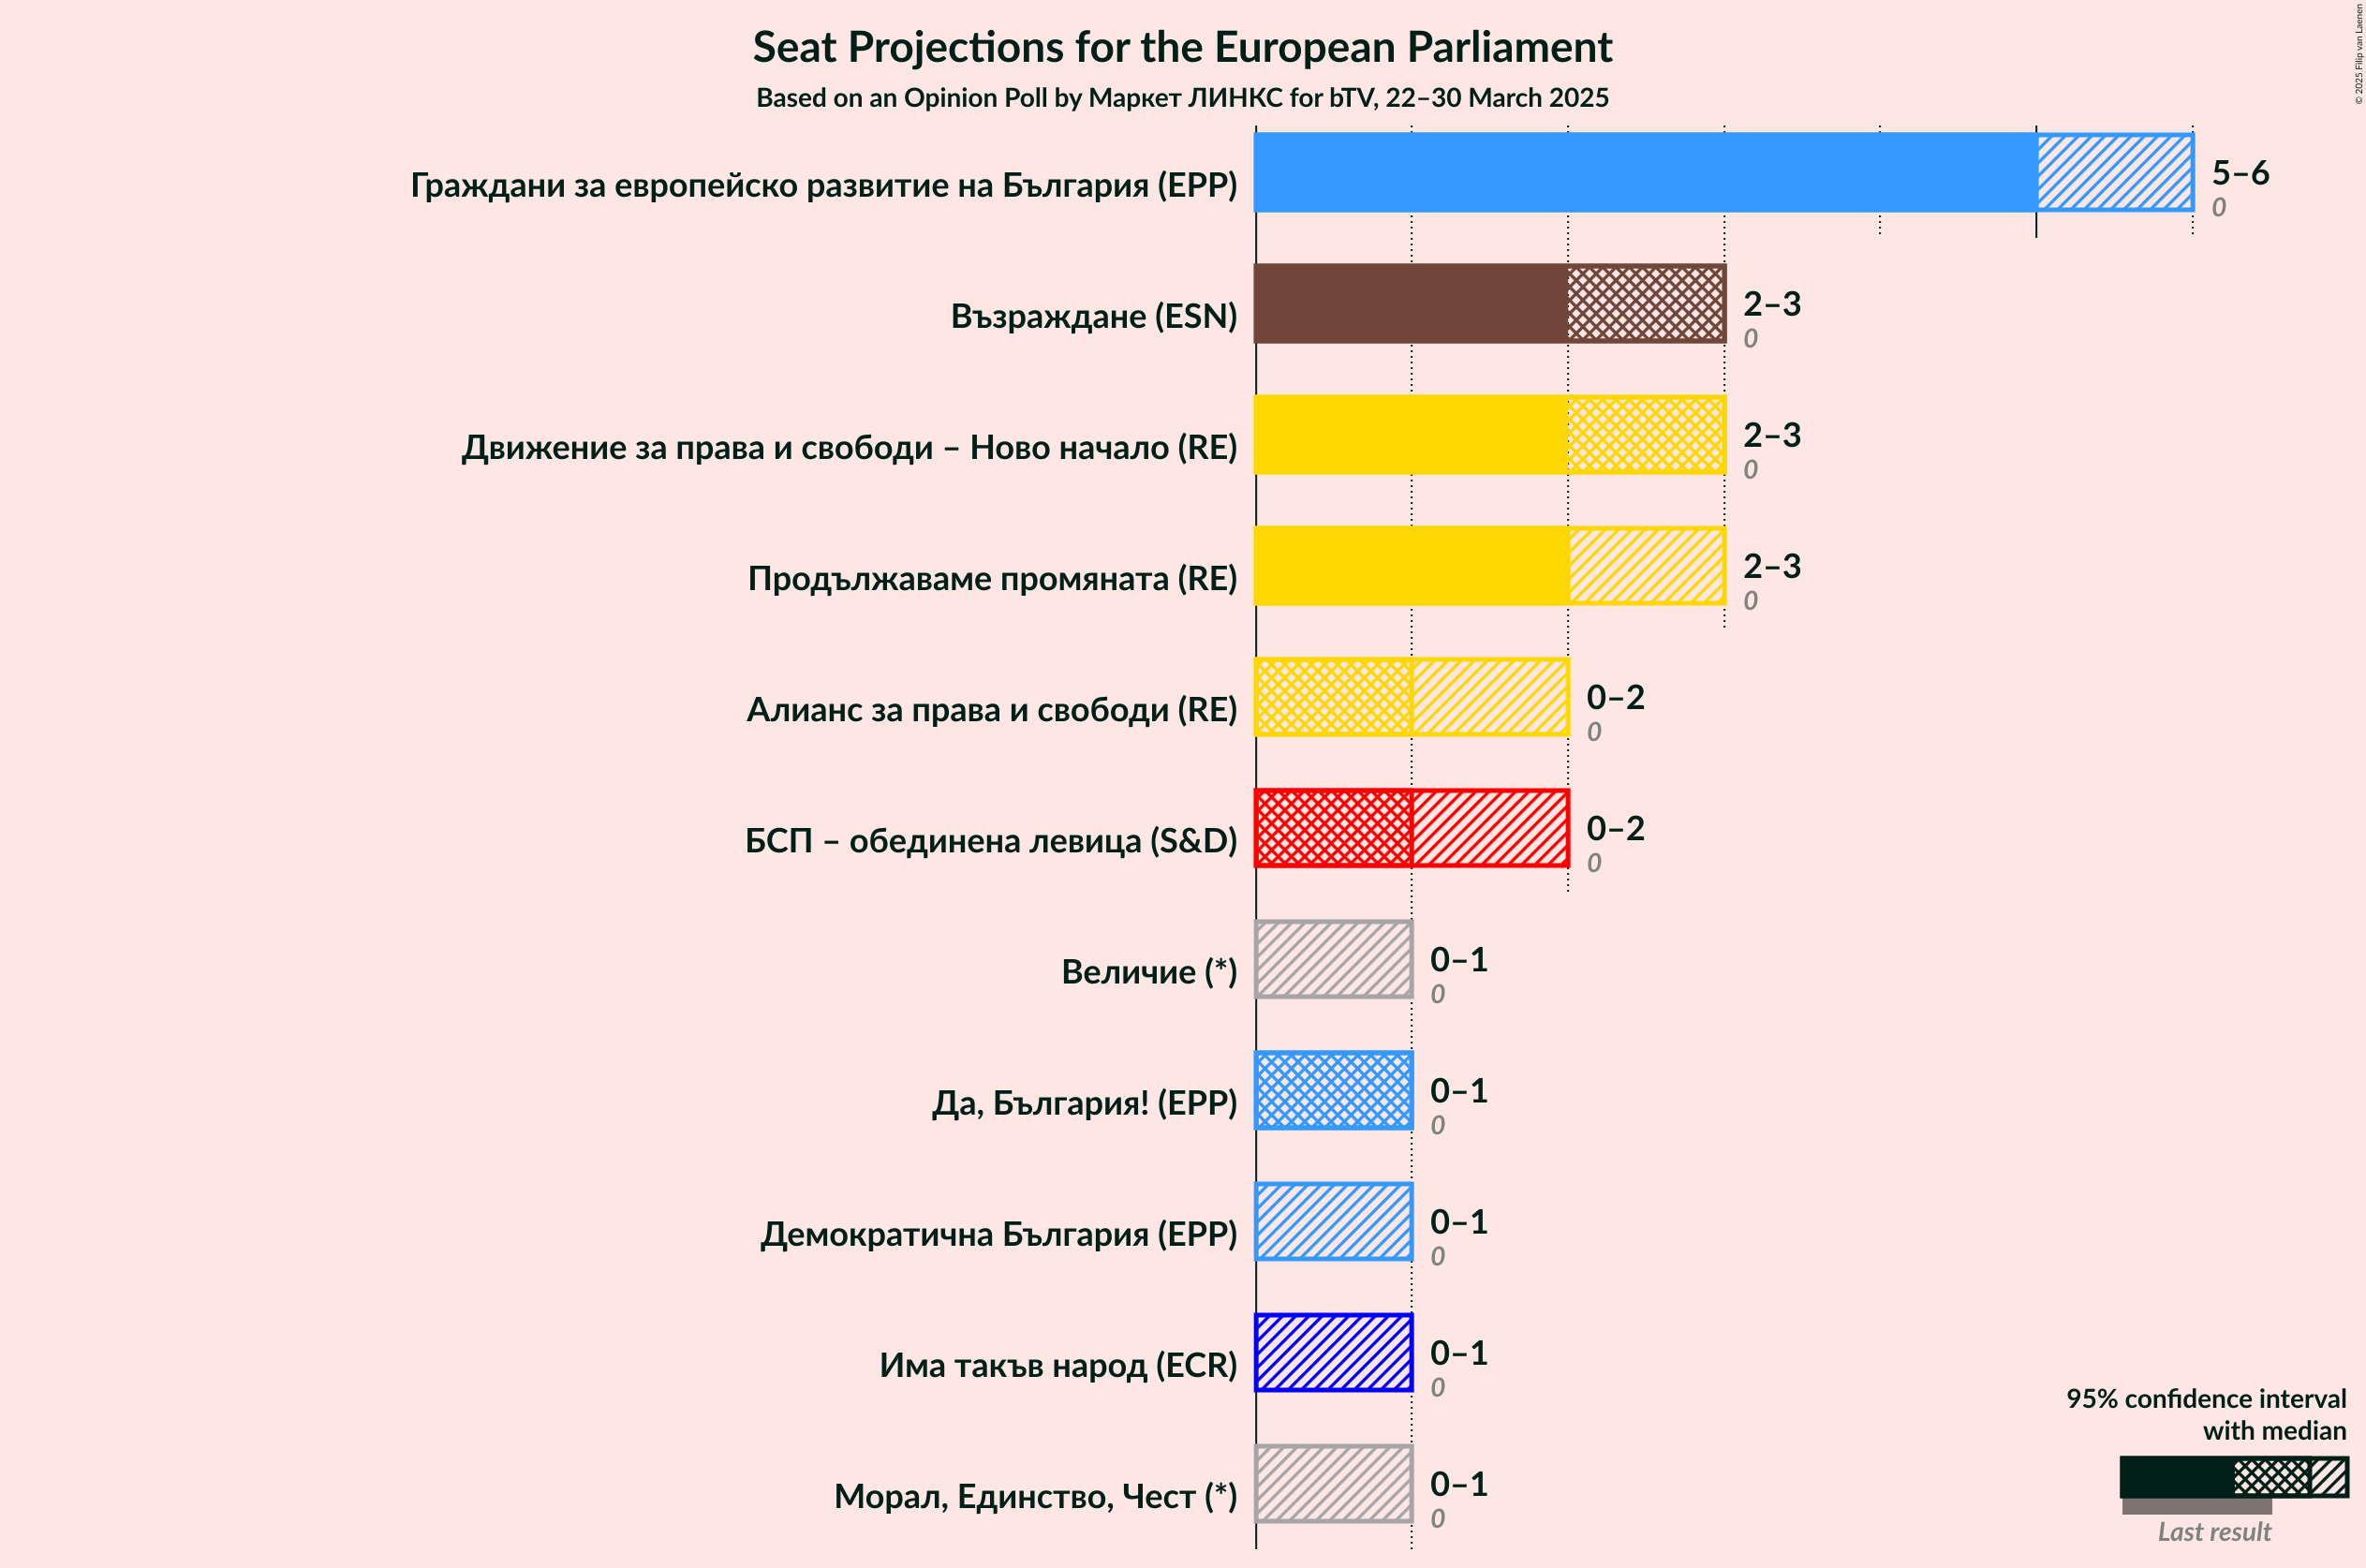 Seat Projections for the European Parliament
Based on an Opinion Poll by Маркет ЛИНКС for bTV, 22–30 March 2025
© 2025 Filip van Laenen
Граждани за европейско развитие на България (EPP)
5–6
0
Възраждане (ESN)
2–3
0
Движение за права и свободи – Ново начало (RE)
2–3
0
Продължаваме промяната (RE)
2–3
0
Алианс за права и свободи (RE)
0–2
0
БСП – обединена левица (S&D)
0–2
0
Величие (*)
0–1
0
Да, България! (EPP)
0–1
0
Демократична България (EPP)
0–1
0
Има такъв народ (ECR)
0–1
0
Морал, Единство, Чест (*)
0–1
0
95% confidence interval
with median
Last result